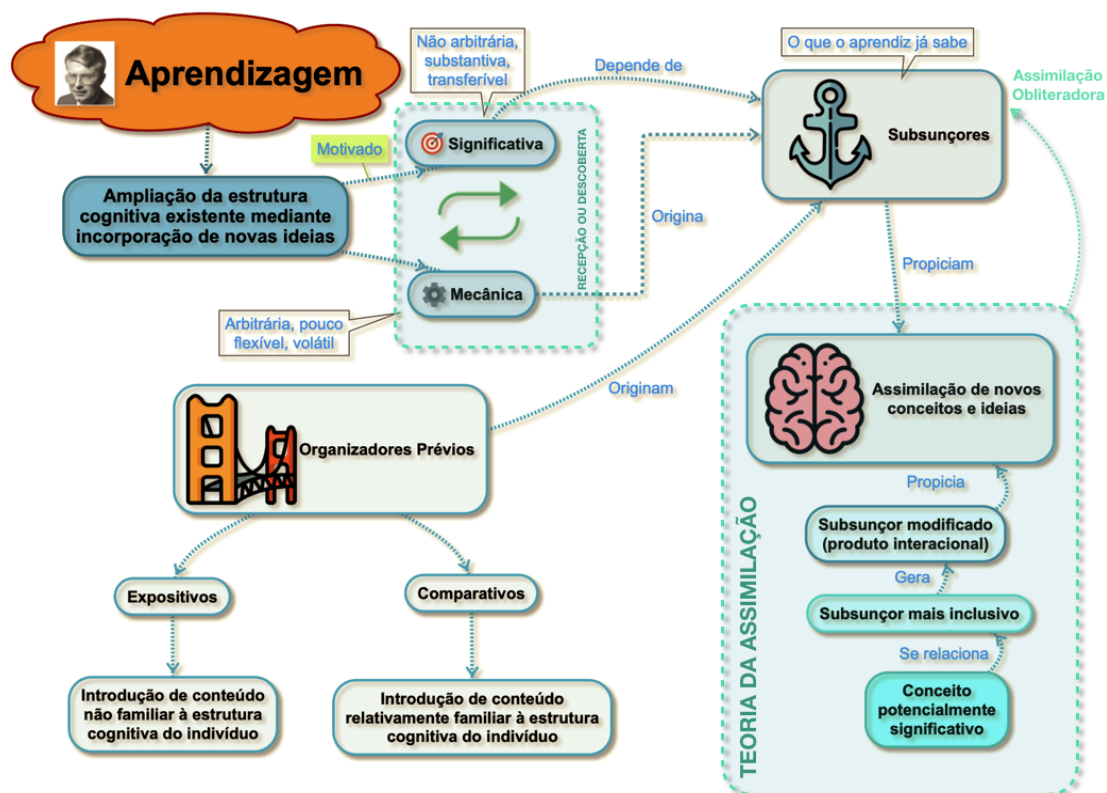 Aprendizagem
Não arbitrária,
substantiva,
transferível
Depende de
O que o aprendiz já sabe
Assimilação
Obliteradora
Motivado
Significativa
Subsunçores
RECEPÇÃO OU DESCOBERTA
Ampliação da estrutura
cognitiva existente mediante
incorporação de novas ideias
Origina
Propiciam
Mecânica
Arbitrária, pouco
flexível, volátil
Originam
Assimilação de novos
conceitos e ideias
Organizadores Prévios
Propicia
TEORIA DA ASSIMILAÇÃO
Subsunçor modificado
(produto interacional)
Gera
Expositivos
Comparativos
Subsunçor mais inclusivo
Se relaciona
Introdução de conteúdo
não familiar à estrutura
cognitiva do indivíduo
Introdução de conteúdo
relativamente familiar à estrutura
cognitiva do indivíduo
Conceito
potencialmente
significativo